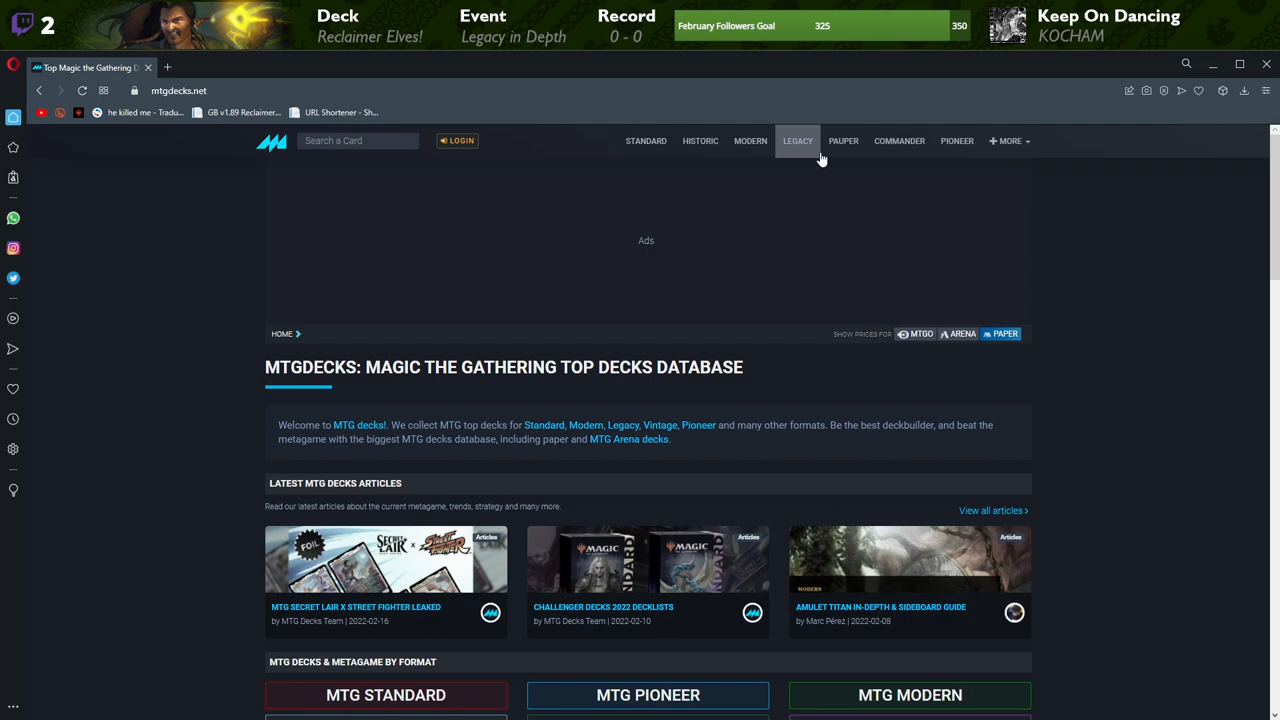 2
Deck
Reclaimer Elves!
Event
Legacy in Depth
Record
0 - 0
February Followers Goal 325 350
Keep On Dancing
KOCHAM
Top Magic the Gathering D
mtgdecks.net
he killed me - Tradu...
GB v1.89 Reclaimer...
URL Shortener - Sh...
Search a Card
LOGIN
STANDARD HISTORIC MODERN LEGACY PAUPER COMMANDER PIONEER + MORE
Ads
HOME
SHOW PRICES FOR MTGO ARENA PAPER
MTGDECKS: MAGIC THE GATHERING TOP DECKS DATABASE
Welcome to MTG decks!. We collect MTG top decks for Standard, Modern, Legacy, Vintage, Pioneer and many other formats. Be the best deckbuilder, and beat the
metagame with the biggest MTG decks database, including paper and MTG Arena decks.
LATEST MTG DECKS ARTICLES
Read our latest articles about the current metagame, trends, strategy and many more.
View all articles
FOIL
SECRET LAIR X STREET FIGHTER
Articles
MAGIC
MAGIC
Articles
MODERN
Articles
MTG SECRET LAIR X STREET FIGHTER LEAKED
by MTG Decks Team | 2022-02-16
CHALLENGER DECKS 2022 DECKLISTS
by MTG Decks Team | 2022-02-10
AMULET TITAN IN-DEPTH & SIDEBOARD GUIDE
by Marc Pérez | 2022-02-08
MTG DECKS & METAGAME BY FORMAT
MTG STANDARD
MTG PIONEER
MTG MODERN